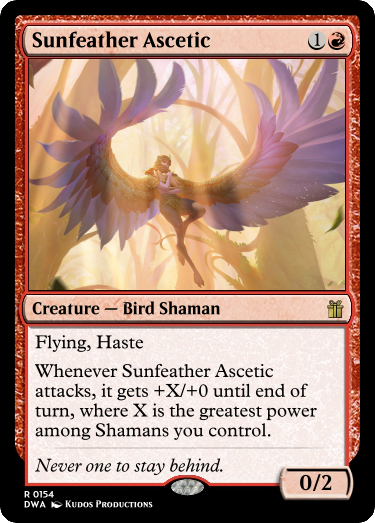 Sunfeather Ascetic 1
Creature — Bird Shaman
Flying, Haste
Whenever Sunfeather Ascetic
attacks, it gets +X/+0 until end of
turn, where X is the greatest power
among Shamans you control.
Never one to stay behind.
0/2
R 0154
DWA Kudos Productions